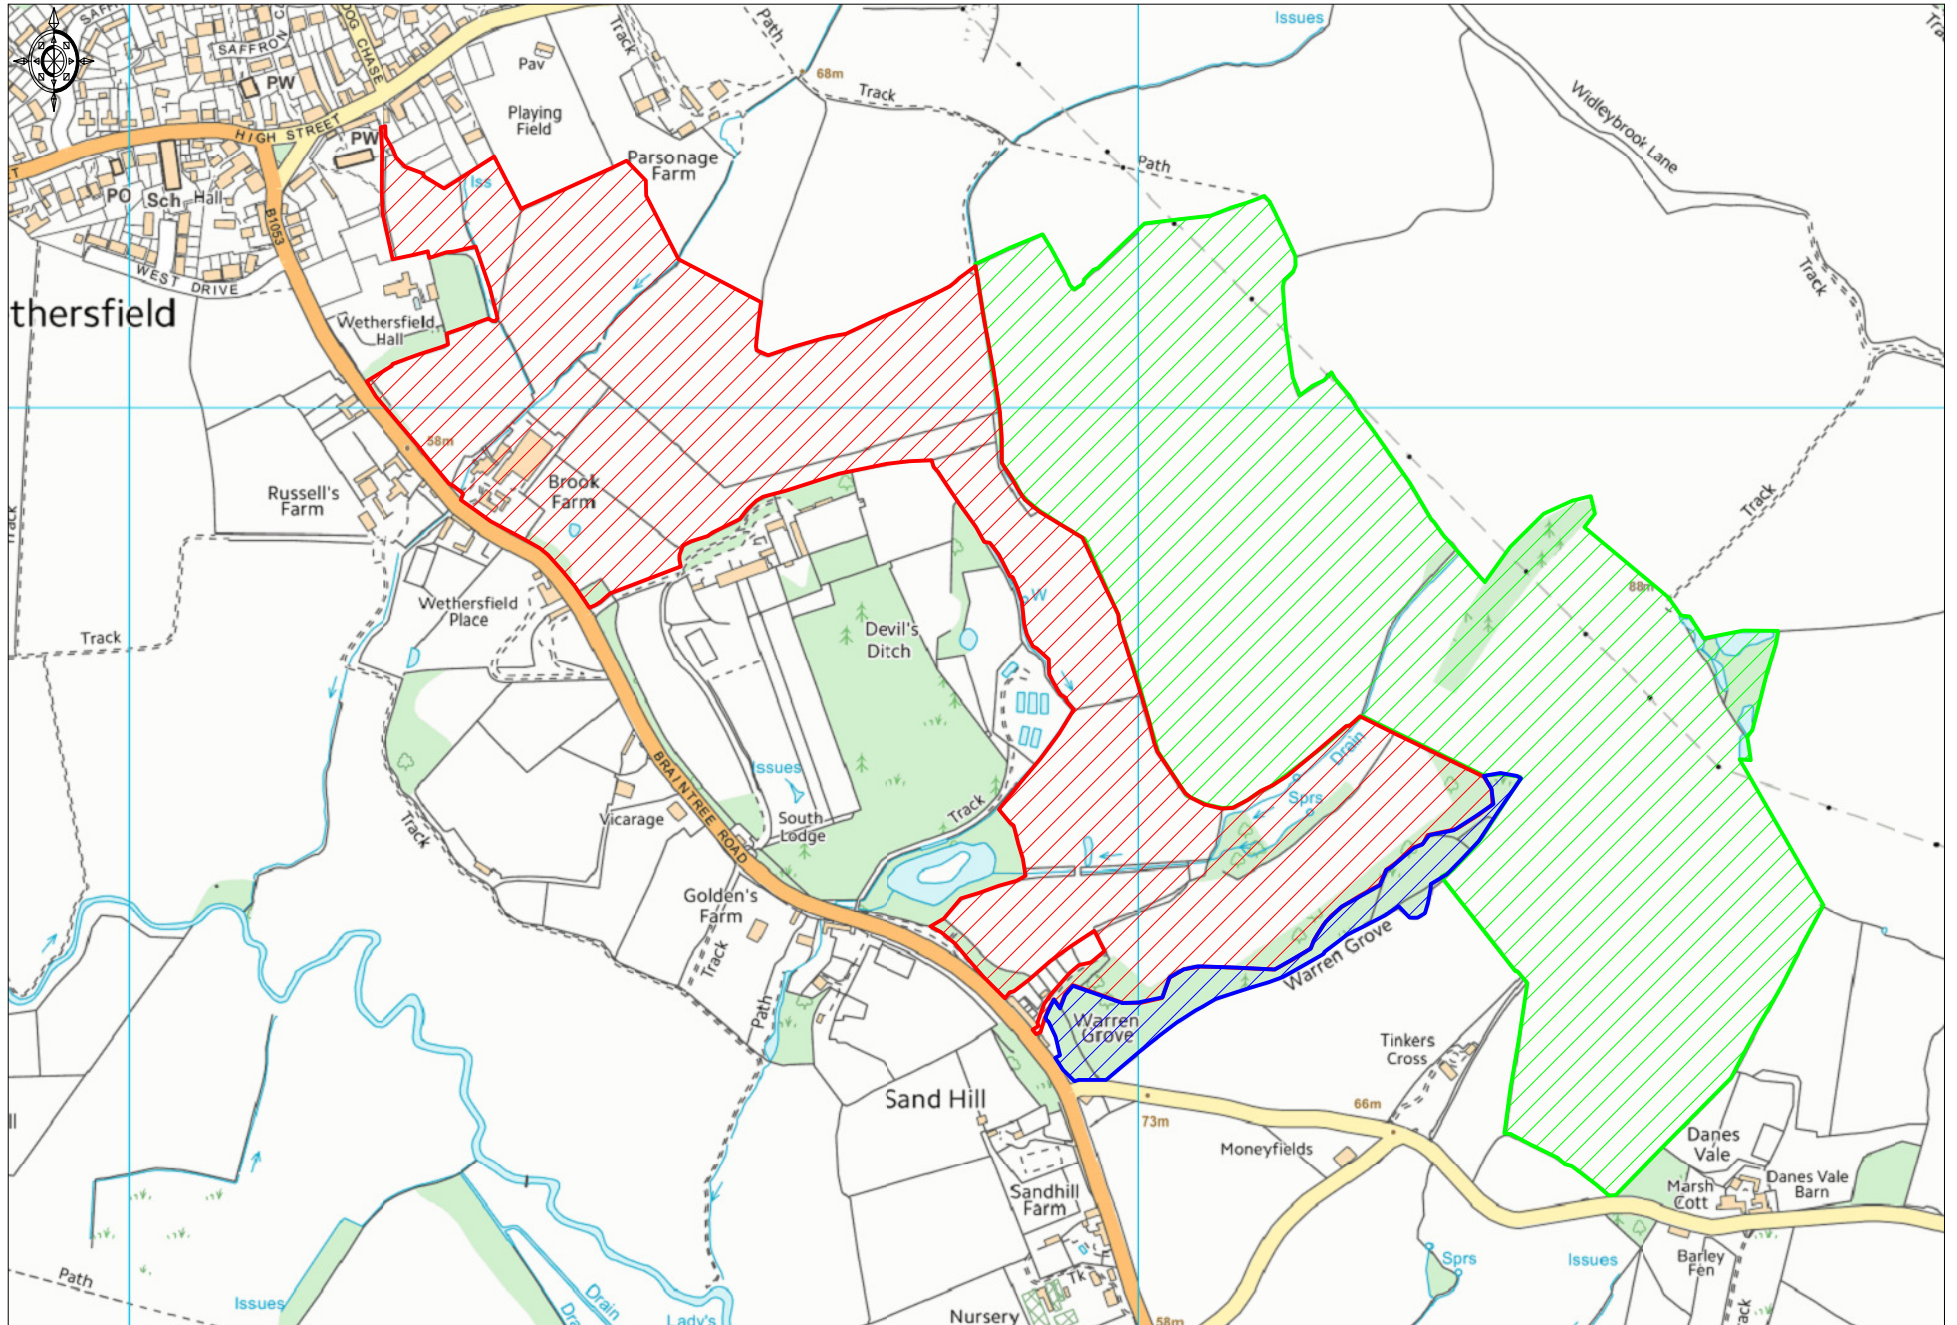 Issues
SAFFRON
DOG CHASE
PW
Pav
Track
Path
68m
Track
Widleybrook Lane
Playing
Field
HIGH STREET
PW
Parsonage
Farm
Path
Iss
PO
Sch
Hall
B1053
WEST DRIVE
Track
thersfield
Wethersfield
Hall
58m
Brook
Farm
Russell's
Farm
Track
Track
88m
W
Wethersfield
Place
Devil's
Ditch
Track
Drain
Issues
BRAINTREE ROAD
Sprs
Track
Vicarage
South
Lodge
Track
Golden's
Farm
Track
Warren Grove
Path
Warren
Grove
Tinkers
Cross
Sand Hill
66m
73m
Moneyfields
Danes
Vale
Danes Vale
Barn
Marsh
Cott
Sandhill
Farm
Sprs
Issues
Barley
Fen
Path
Tk
Issues
Drain
Lady's
Nursery
58m